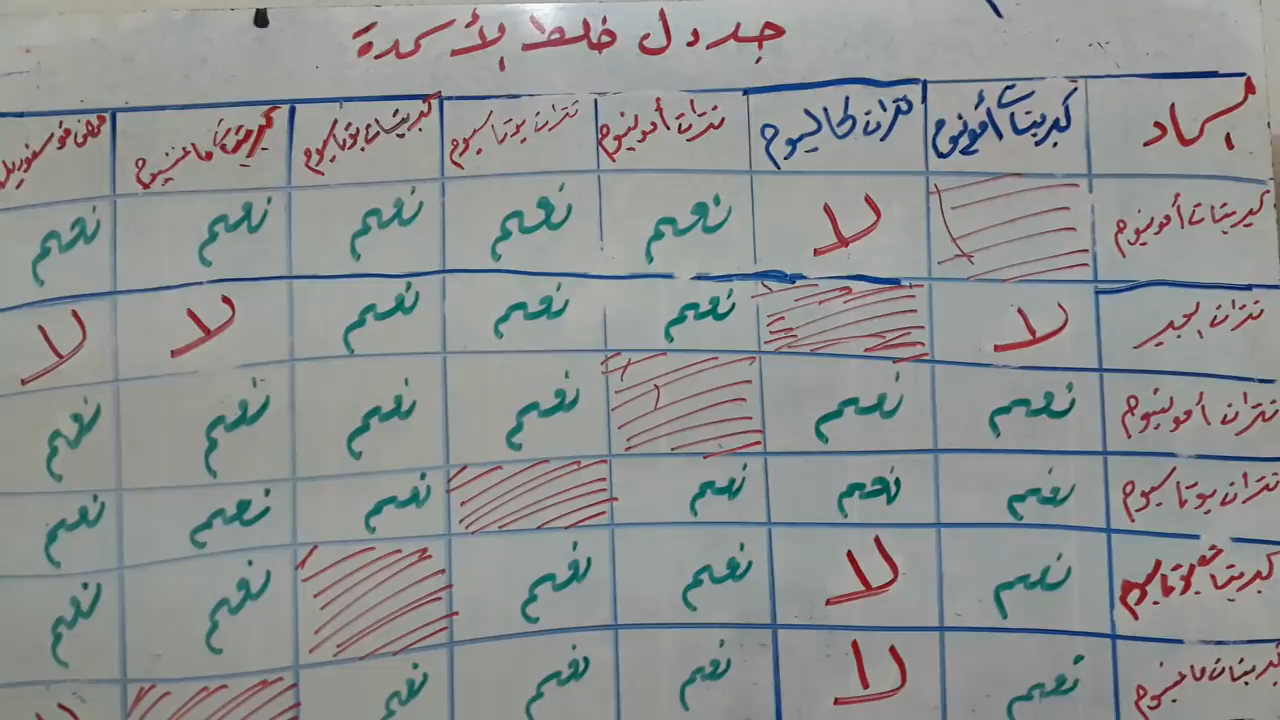 جدول خلط الأسمدة
السماد كبريتات أمونيوم نترات كالسيوم نترات أمونيوم نترات بوتاسيوم كبريتات بوتاسيوم كبريتات ماغنسيوم حمض فوسفوريك
كبريتات أمونيوم لا نعم نعم نعم نعم نعم
نترات الجير لا نعم نعم نعم لا لا
نترات أمونيوم نعم نعم نعم نعم نعم نعم
نترات بوتاسيوم نعم نعم نعم نعم نعم نعم
كبريتات بوتاسيوم نعم لا نعم نعم نعم نعم
كبريتات ماغنسيوم نعم لا نعم نعم نعم